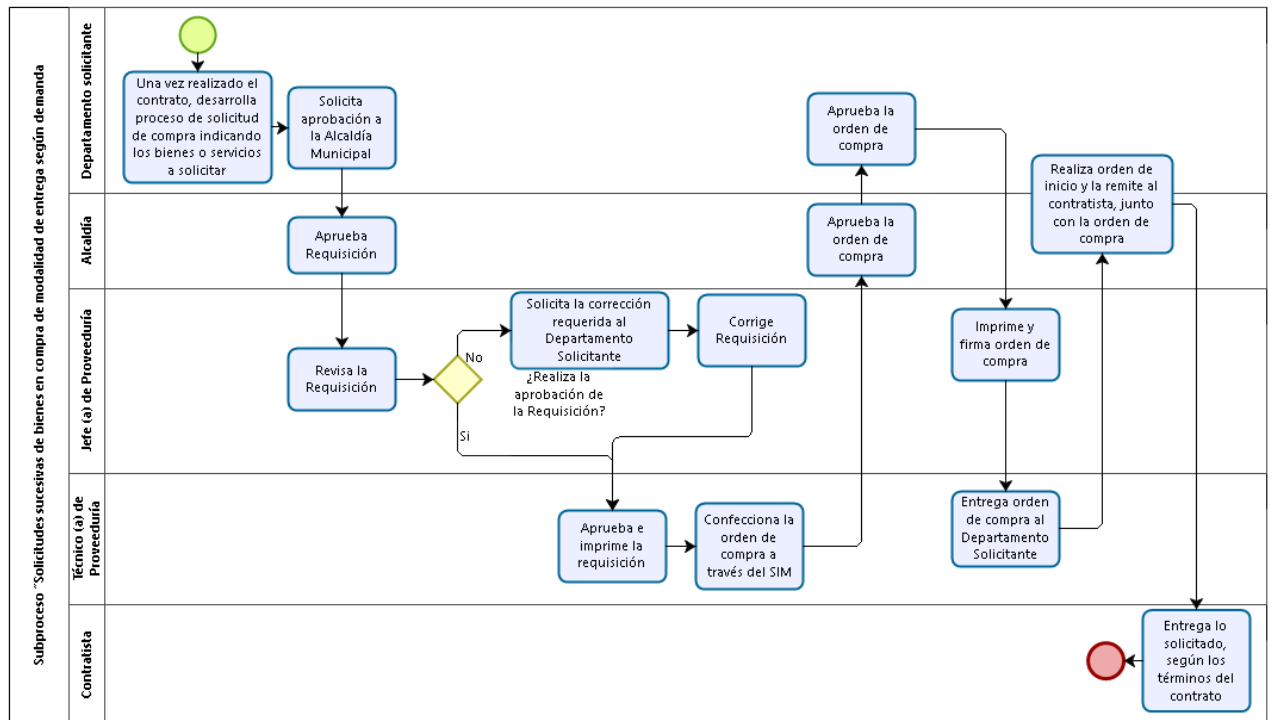 Subproceso "Solicitudes sucesivas de bienes en compra de modalidad de entrega según demanda
Departamento solicitante
Una vez realizado el
contrato, desarrolla
proceso de solicitud
de compra indicando
los bienes o servicios
a solicitar
Solicita
aprobación a
la Alcaldía
Municipal
Aprueba la
orden de
compra
Realiza orden de
inicio y la remite al
contratista, junto
con la orden de
compra
Alcaldía
Aprueba
Requisición
Aprueba la
orden de
compra
Jefe (a) de Proveeduría
Revisa la
Requisición
No
Si
¿Realiza la
aprobación de
la Requisición?
Solicita la corrección
requerida al
Departamento
Solicitante
Corrige
Requisición
Imprime y
firma orden de
compra
Técnico (a) de
Proveeduría
Aprueba e
imprime la
requisición
Confecciona la
orden de
compra a
través del SIM
Entrega orden
de compra al
Departamento
Solicitante
Contratista
Entrega lo
solicitado,
según los
términos del
contrato